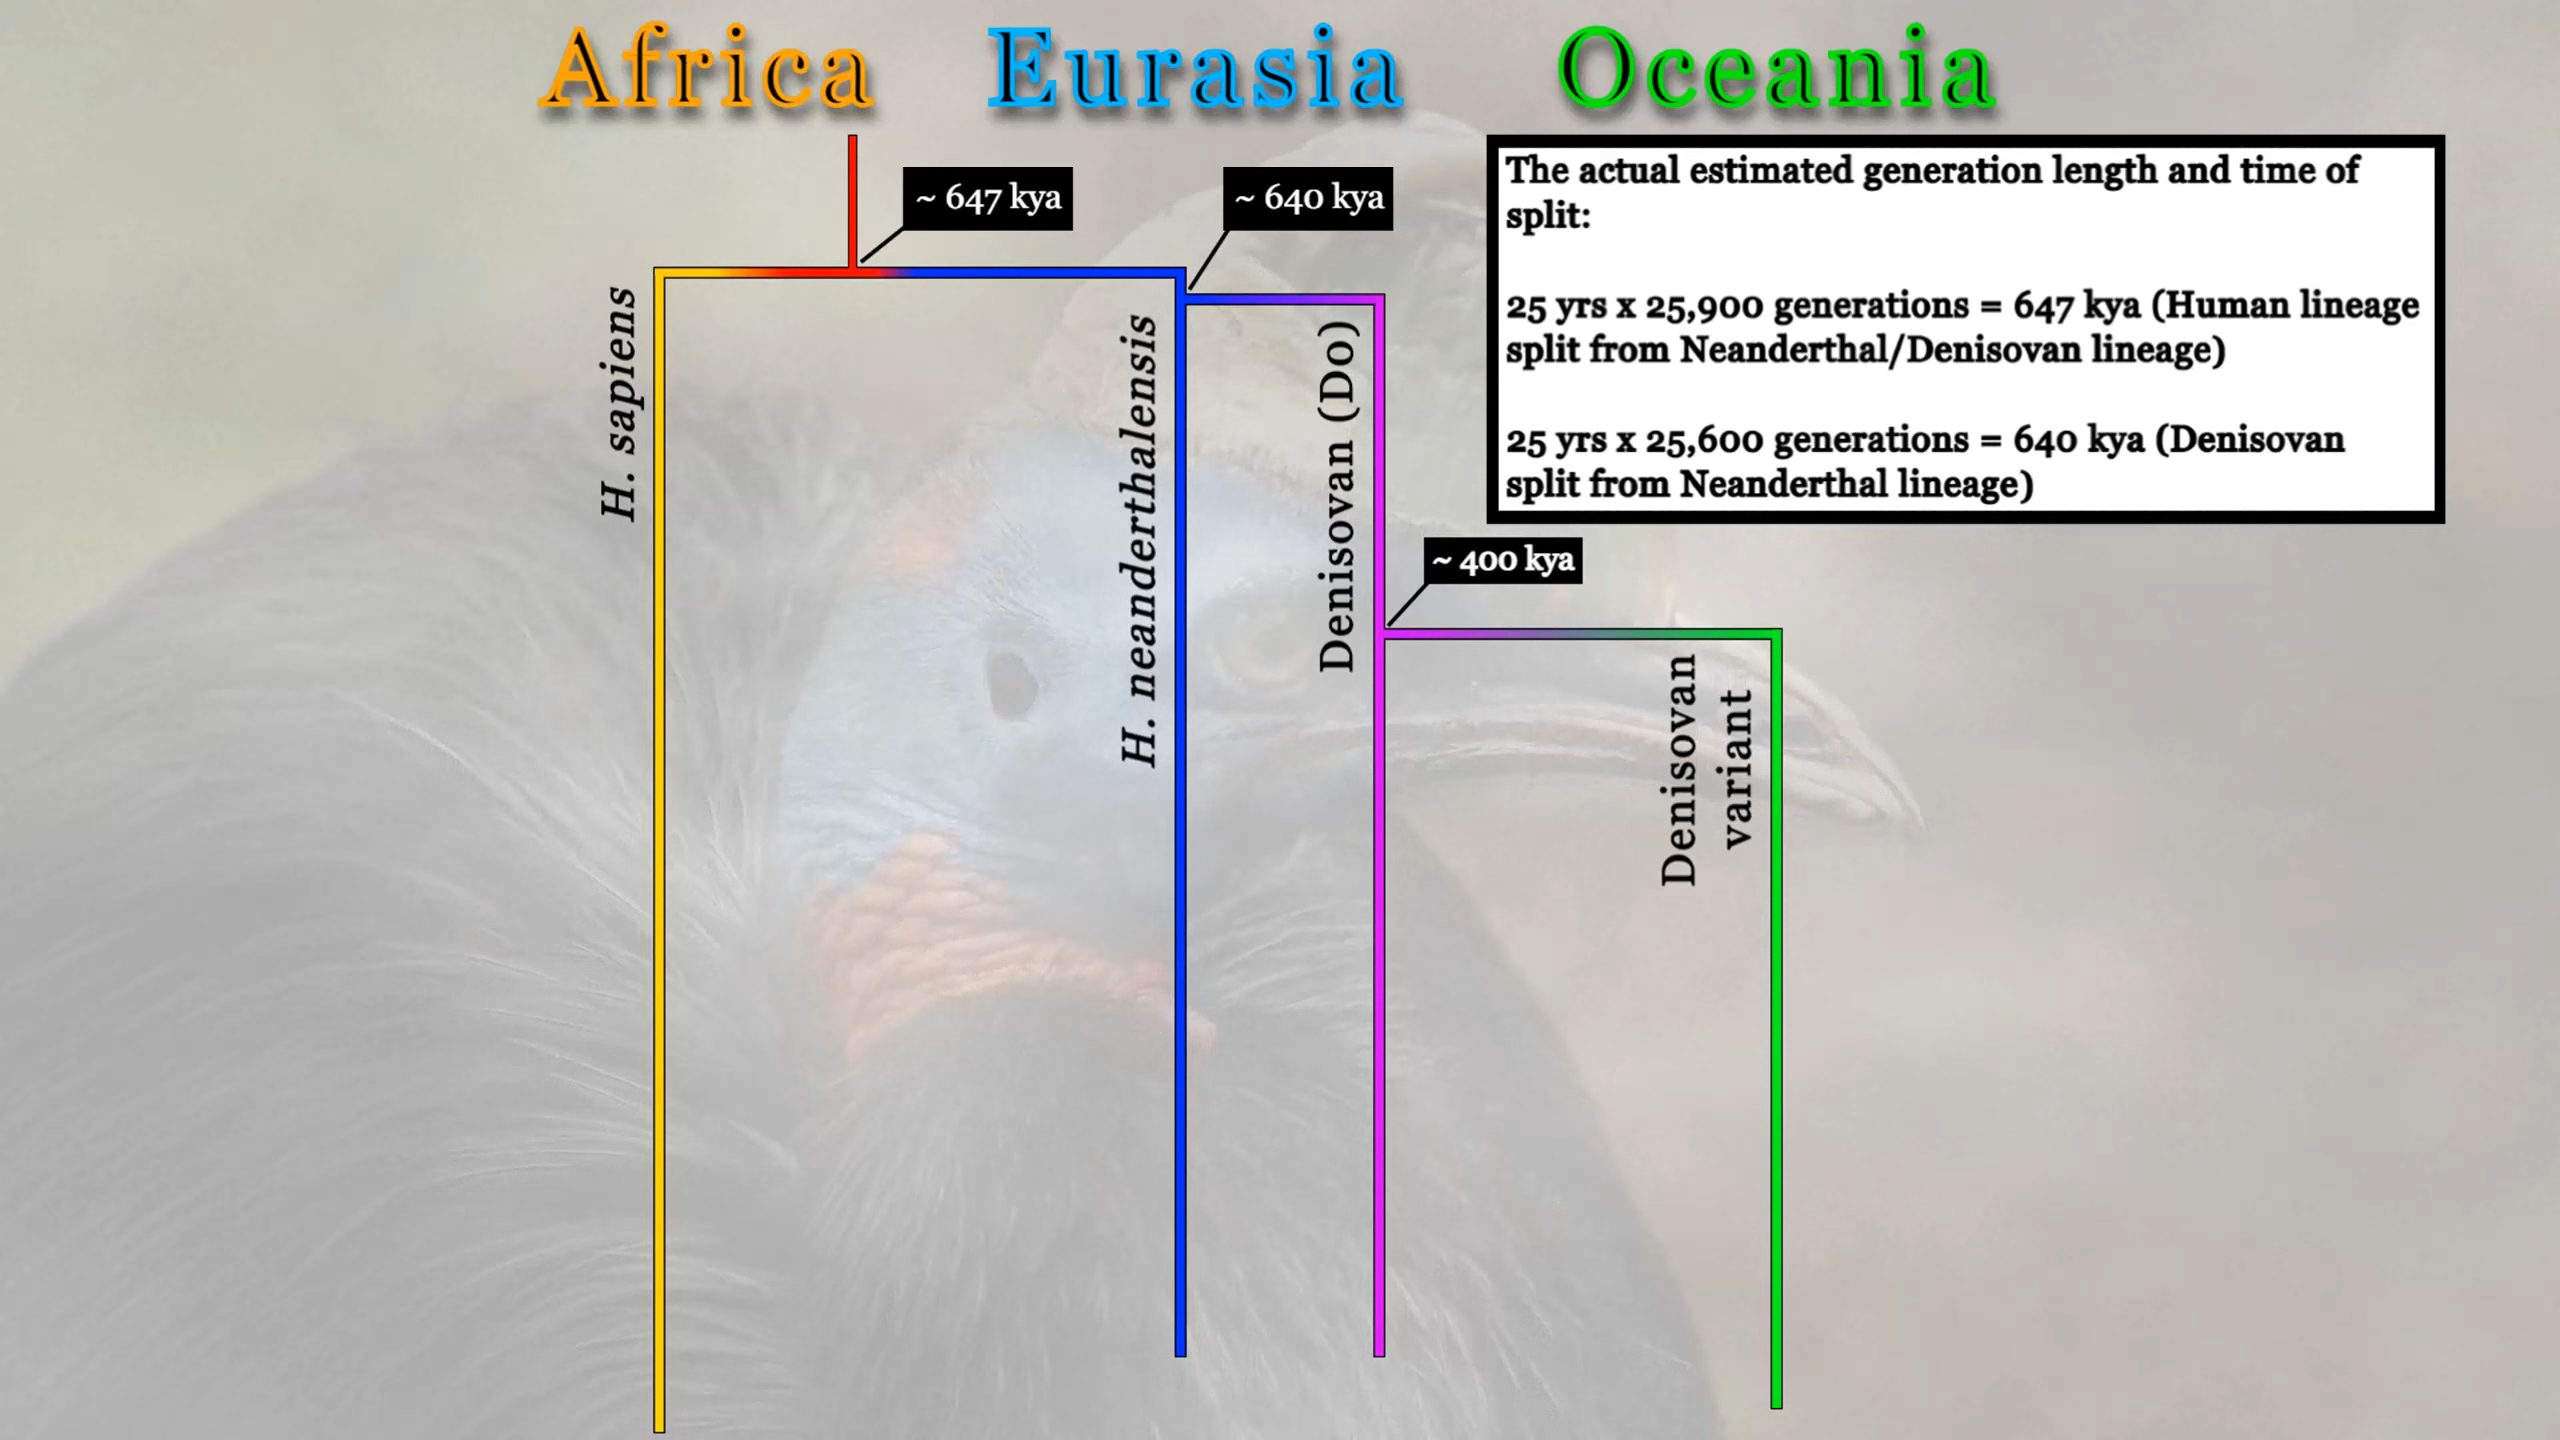 Africa Eurasia Oceania
~ 647 kya
~ 640 kya
The actual estimated generation length and time of
split:
25 yrs x 25,900 generations = 647 kya (Human lineage
split from Neanderthal/Denisovan lineage)
25 yrs x 25,600 generations = 640 kya (Denisovan
split from Neanderthal lineage)
H. sapiens
H. neanderthalensis
Denisovan (Do)
~ 400 kya
Denisovan
variant